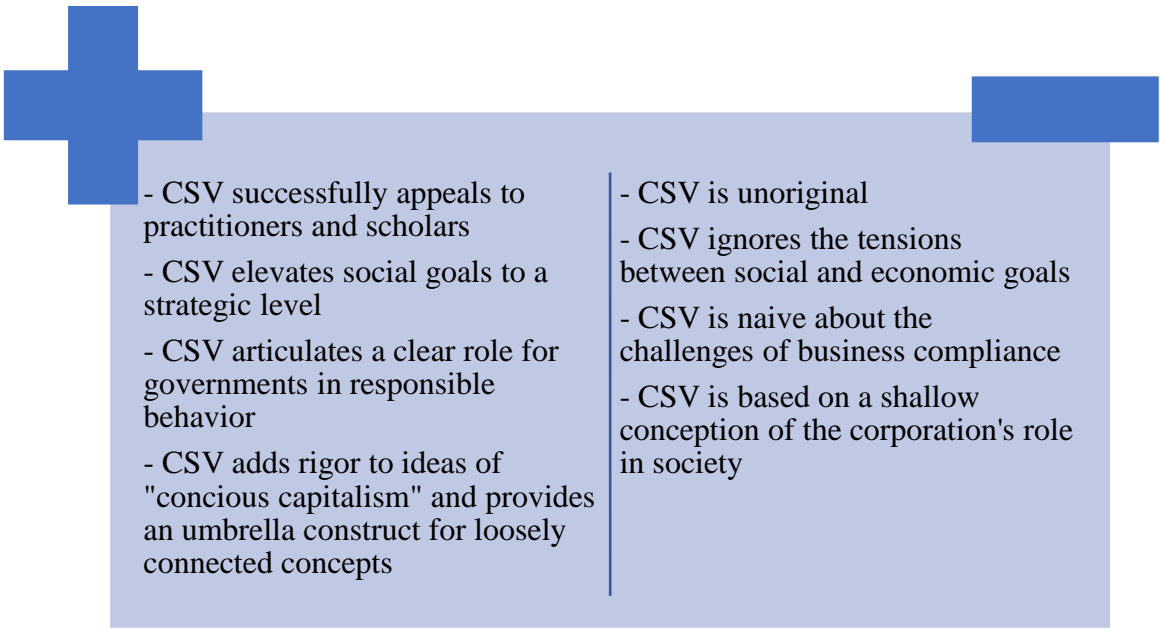 - CSV successfully appeals to
practitioners and scholars
- CSV elevates social goals to a
strategic level
- CSV articulates a clear role for
governments in responsible
behavior
- CSV adds rigor to ideas of
"concious capitalism" and provides
an umbrella construct for loosely
connected concepts
- CSV is unoriginal
- CSV ignores the tensions
between social and economic goals
- CSV is naive about the
challenges of business compliance
- CSV is based on a shallow
conception of the corporation's role
in society